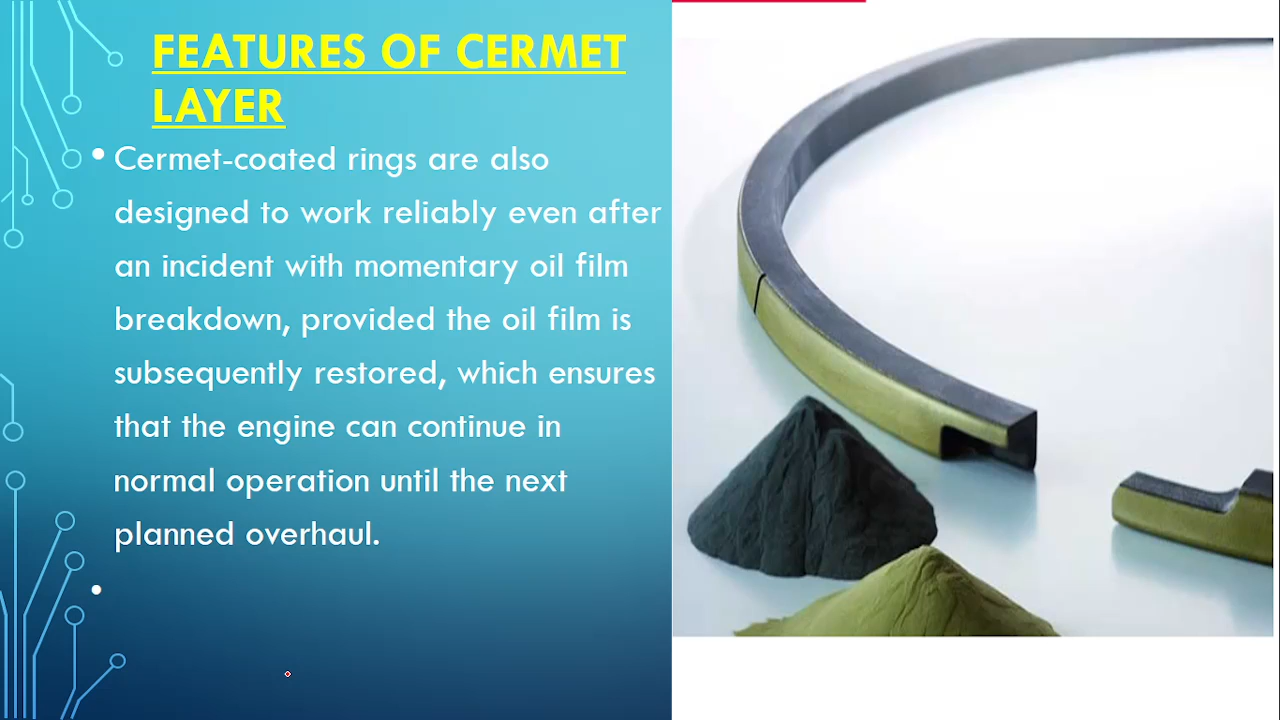 FEATURES OF CERMET
LAYER
• Cermet-coated rings are also
designed to work reliably even after
an incident with momentary oil film
breakdown, provided the oil film is
subsequently restored, which ensures
that the engine can continue in
normal operation until the next
planned overhaul.
•